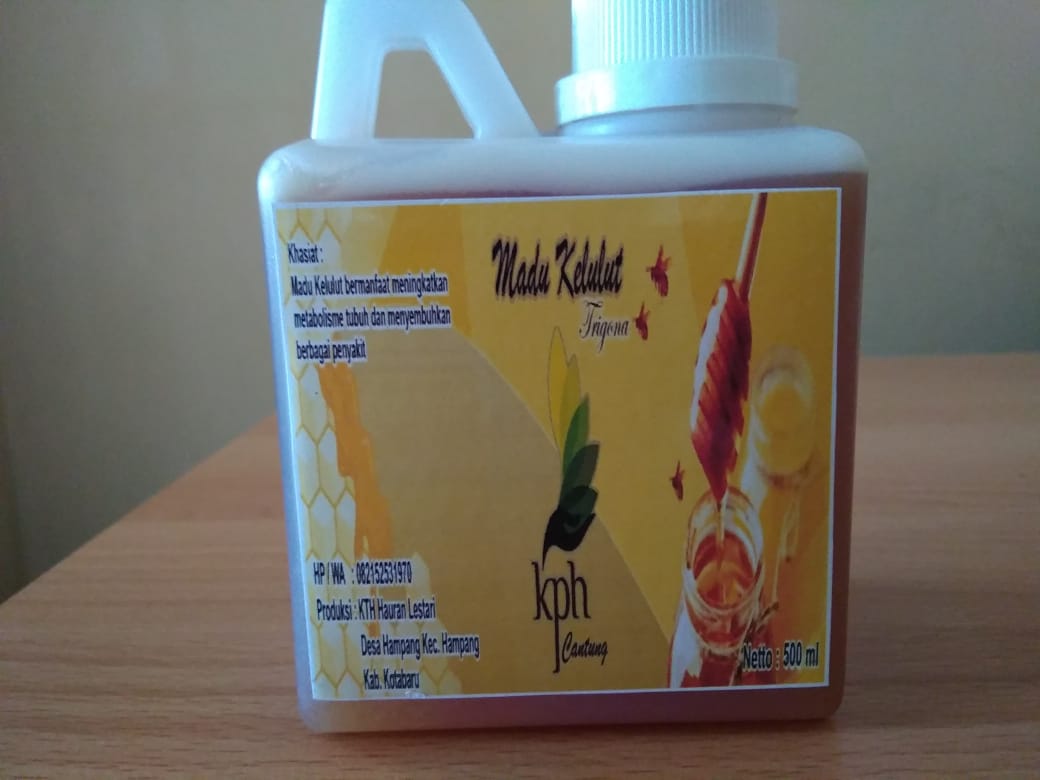 Khasiat :
Madu Kelulut bermanfaat meningkatkan
metabolisme tubuh dan menyembuhkan
berbagai penyakit
Madu Kelulut
Trigona
kph
Cantung
HP / WA : 082152531970
Produksi : KTH Hauran Lestari
Desa Hampang Kec. Hampang
Kab. Kotabaru
Netto : 500 ml